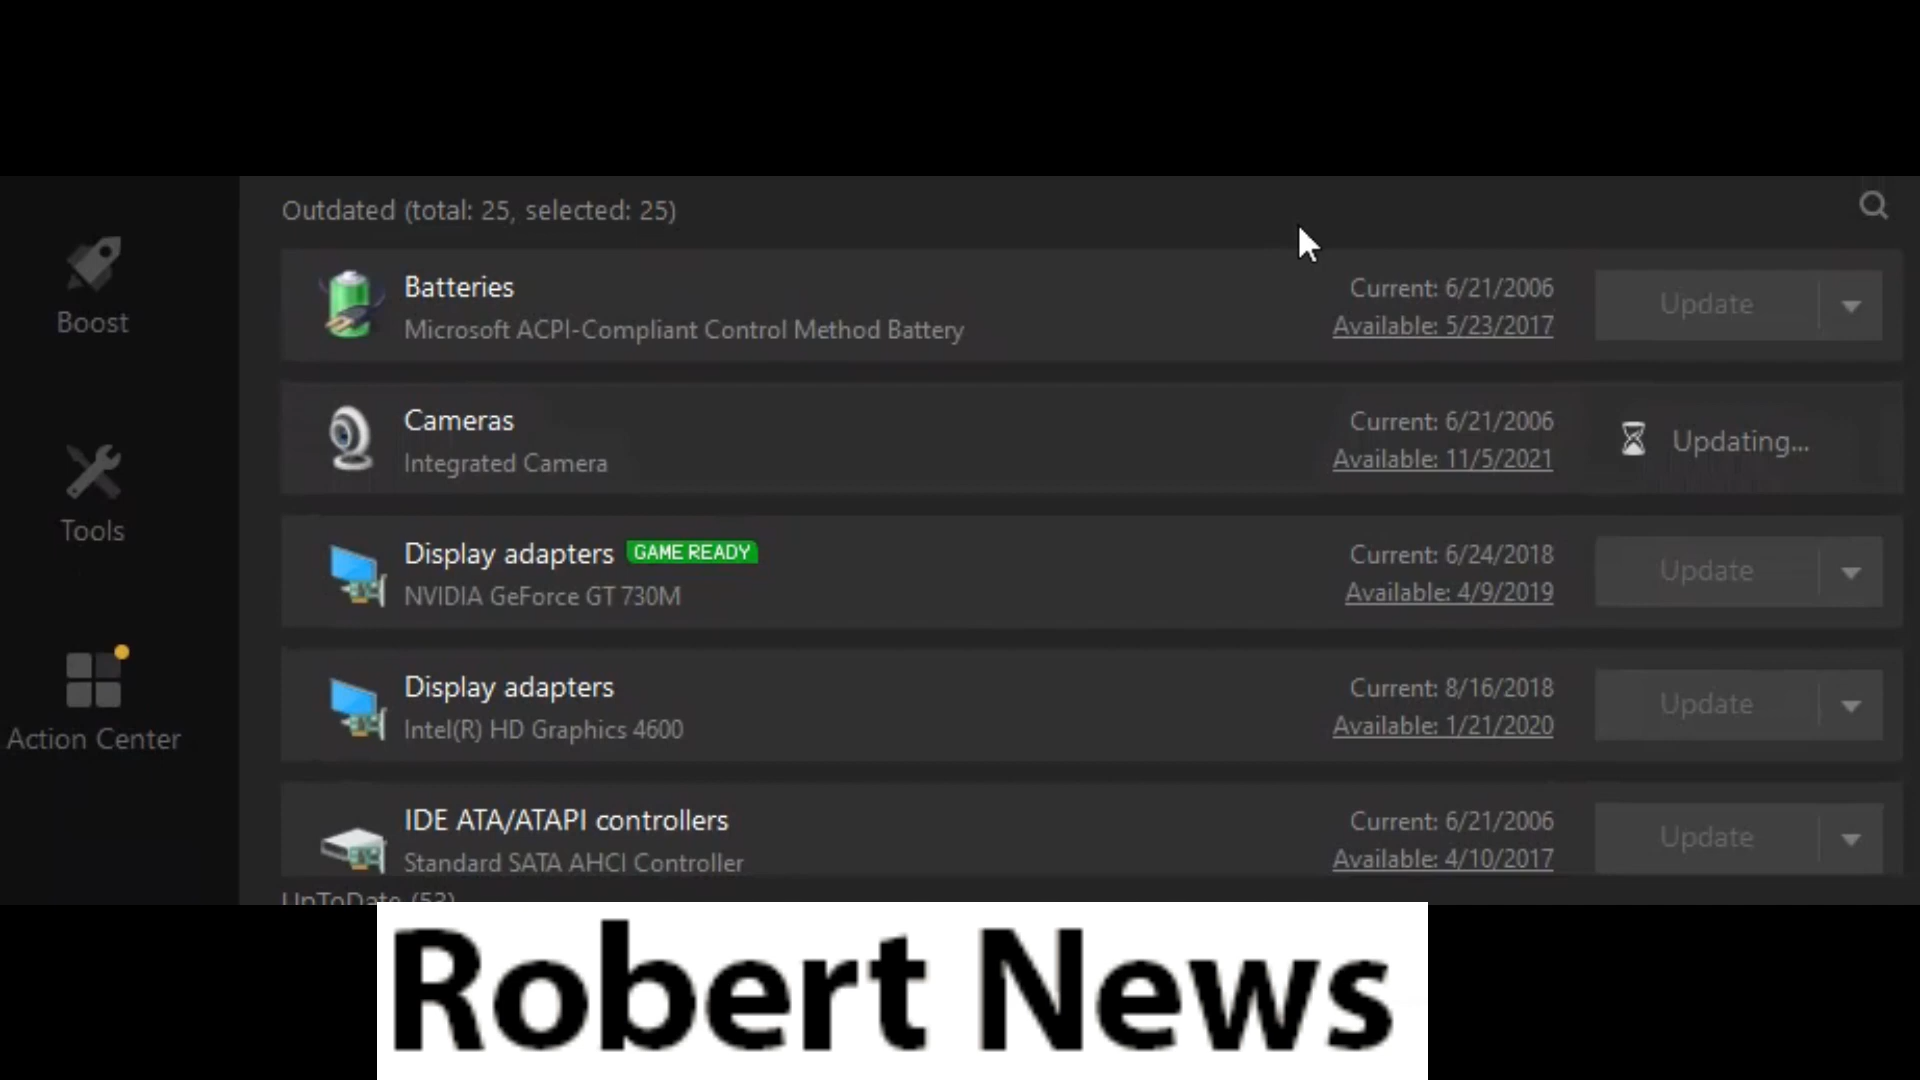 Outdated (total: 25, selected: 25)
Boost
Tools
Action Center
Batteries
Microsoft ACPI-Compliant Control Method Battery
Current: 6/21/2006
Available: 5/23/2017
Update
Cameras
Integrated Camera
Current: 6/21/2006
Available: 11/5/2021
Updating...
Display adapters GAME READY
NVIDIA GeForce GT 730M
Current: 6/24/2018
Available: 4/9/2019
Update
Display adapters
Intel(R) HD Graphics 4600
Current: 8/16/2018
Available: 1/21/2020
Update
IDE ATA/ATAPI controllers
Standard SATA AHCI Controller
Current: 6/21/2006
Available: 4/10/2017
Update
UpToDate (53)
Robert News